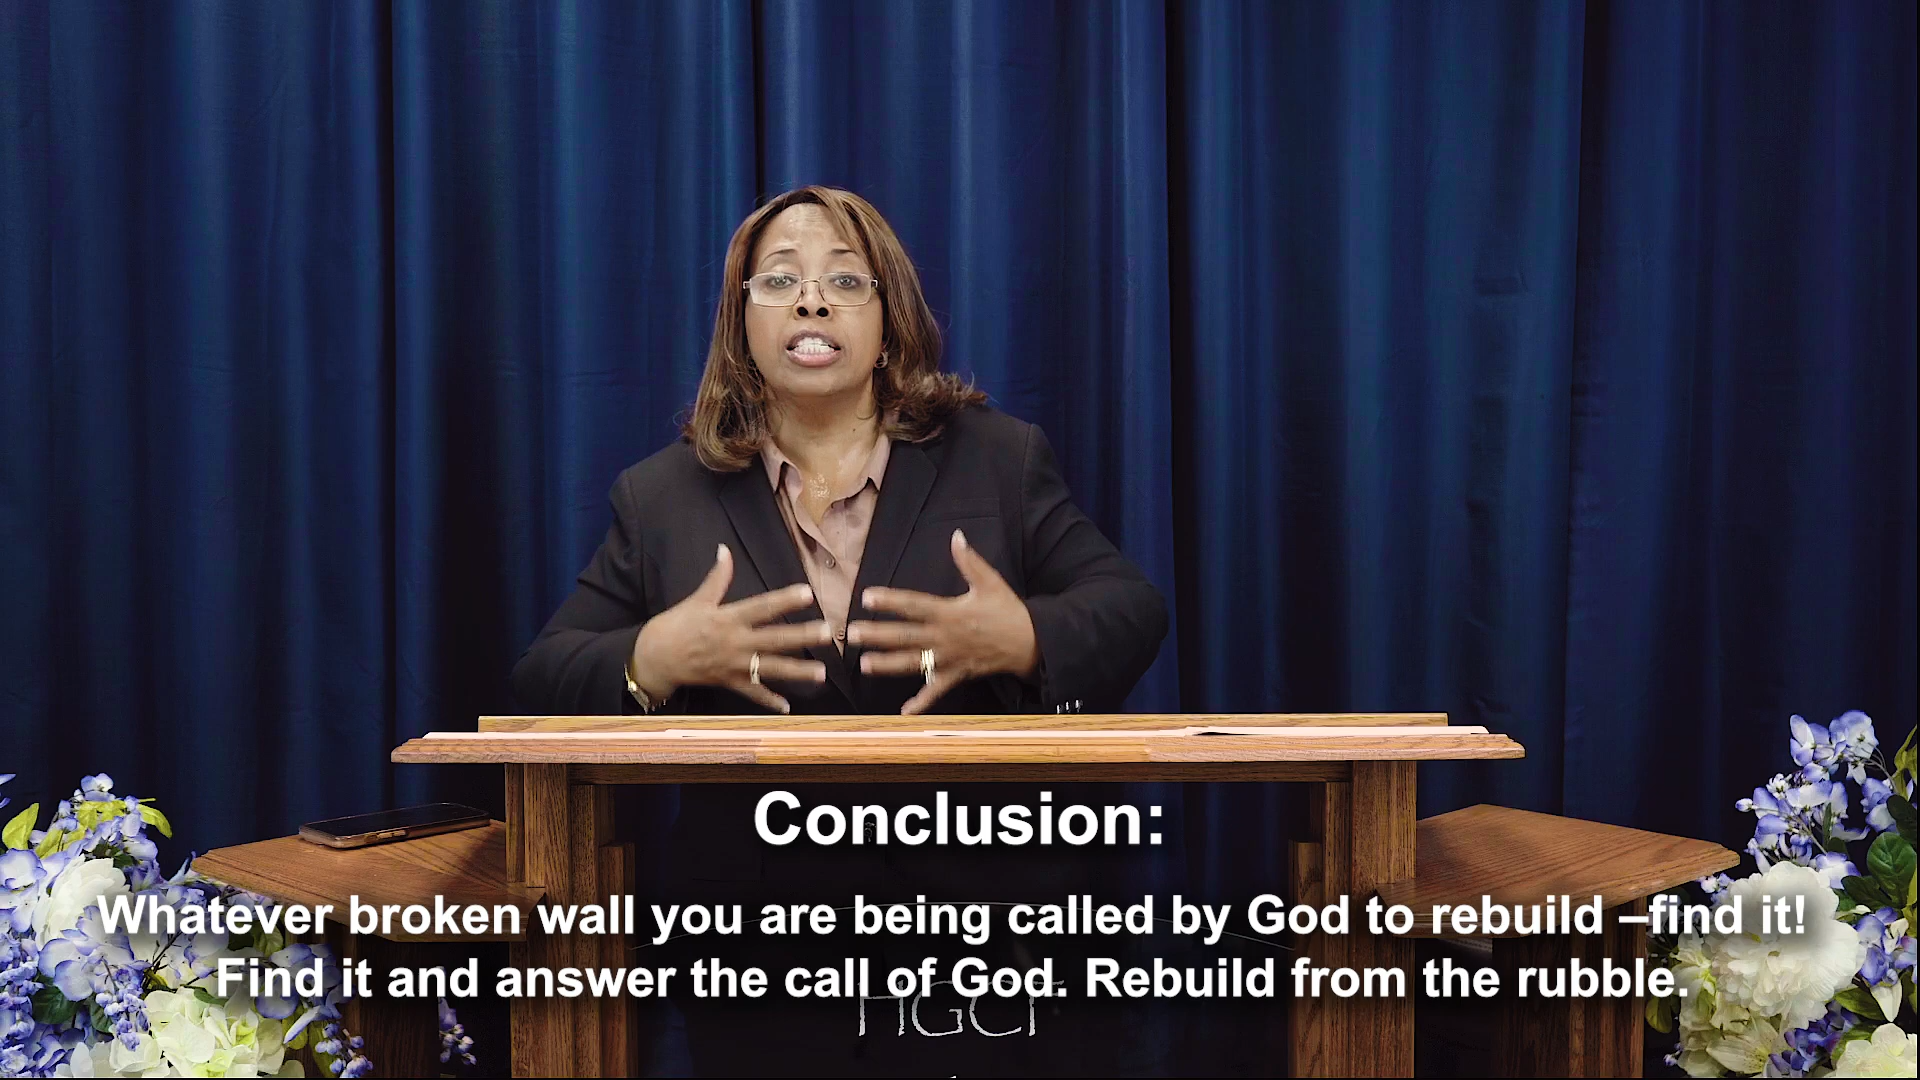 Conclusion:
Whatever broken wall you are being called by God to rebuild –find it!
Find it and answer the call of God. Rebuild from the rubble.
HGCF